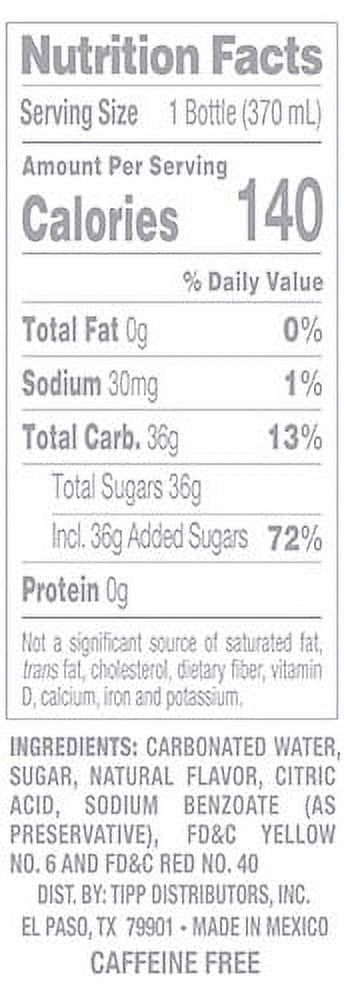 Nutrition Facts
Serving Size 1 Bottle (370 mL)
Amount Per Serving
Calories 140
% Daily Value
Total Fat 0g 0%
Sodium 30mg 1%
Total Carb. 36g 13%
Total Sugars 36g
Incl. 36g Added Sugars 72%
Protein 0g
Not a significant source of saturated fat,
trans fat, cholesterol, dietary fiber, vitamin
D, calcium, iron and potassium.
INGREDIENTS: CARBONATED WATER,
SUGAR, NATURAL FLAVOR, CITRIC
ACID, SODIUM BENZOATE (AS
PRESERVATIVE), FD&C YELLOW
NO. 6 AND FD&C RED NO. 40
DIST. BY: TIPP DISTRIBUTORS, INC.
EL PASO, TX 79901 • MADE IN MEXICO
CAFFEINE FREE